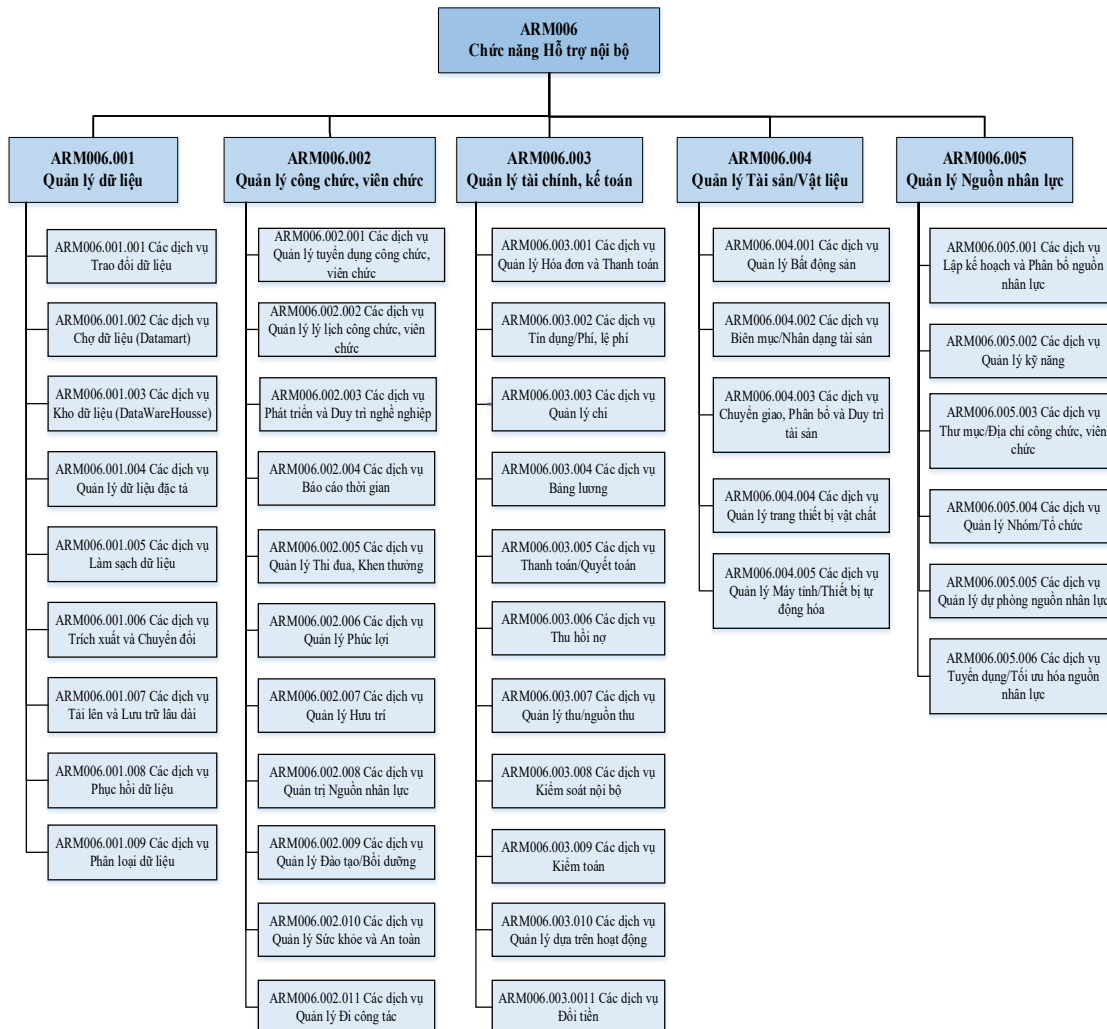 ARM006
Chức năng Hỗ trợ nội bộ
ARM006.001
Quản lý dữ liệu
ARM006.001.001 Các dịch vụ
Trao đổi dữ liệu
ARM006.001.002 Các dịch vụ
Chợ dữ liệu (Datamart)
ARM006.001.003 Các dịch vụ
Kho dữ liệu (DataWareHousse)
ARM006.001.004 Các dịch vụ
Quản lý dữ liệu đặc tả
ARM006.001.005 Các dịch vụ
Làm sạch dữ liệu
ARM006.001.006 Các dịch vụ
Trích xuất và Chuyển đổi
ARM006.001.007 Các dịch vụ
Tải lên và Lưu trữ lâu dài
ARM006.001.008 Các dịch vụ
Phục hồi dữ liệu
ARM006.001.009 Các dịch vụ
Phân loại dữ liệu
ARM006.002
Quản lý công chức, viên chức
ARM006.002.001 Các dịch vụ
Quản lý tuyển dụng công chức,
viên chức
ARM006.002.002 Các dịch vụ
Quản lý lý lịch công chức, viên
chức
ARM006.002.003 Các dịch vụ
Phát triển và Duy trì nghề nghiệp
ARM006.002.004 Các dịch vụ
Báo cáo thời gian
ARM006.002.005 Các dịch vụ
Quản lý Thi đua, Khen thưởng
ARM006.002.006 Các dịch vụ
Quản lý Phúc lợi
ARM006.002.007 Các dịch vụ
Quản lý Hưu trí
ARM006.002.008 Các dịch vụ
Quản trị Nguồn nhân lực
ARM006.002.009 Các dịch vụ
Quản lý Đào tạo/Bồi dưỡng
ARM006.002.010 Các dịch vụ
Quản lý Sức khỏe và An toàn
ARM006.002.011 Các dịch vụ
Quản lý Đi công tác
ARM006.003
Quản lý tài chính, kế toán
ARM006.003.001 Các dịch vụ
Quản lý Hóa đơn và Thanh toán
ARM006.003.002 Các dịch vụ
Tín dụng/Phí, lệ phí
ARM006.003.003 Các dịch vụ
Quản lý chi
ARM006.003.004 Các dịch vụ
Bảng lương
ARM006.003.005 Các dịch vụ
Thanh toán/Quyết toán
ARM006.003.006 Các dịch vụ
Thu hồi nợ
ARM006.003.007 Các dịch vụ
Quản lý thu/nguồn thu
ARM006.003.008 Các dịch vụ
Kiểm soát nội bộ
ARM006.003.009 Các dịch vụ
Kiểm toán
ARM006.003.010 Các dịch vụ
Quản lý dựa trên hoạt động
ARM006.003.0011 Các dịch vụ
Đổi tiền
ARM006.004
Quản lý Tài sản/Vật liệu
ARM006.004.001 Các dịch vụ
Quản lý Bất động sản
ARM006.004.002 Các dịch vụ
Biên mục/Nhân dạng tài sản
ARM006.004.003 Các dịch vụ
Chuyển giao, Phân bổ và Duy trì
tài sản
ARM006.004.004 Các dịch vụ
Quản lý trang thiết bị vật chất
ARM006.004.005 Các dịch vụ
Quản lý Máy tính/Thiết bị tự
động hóa
ARM006.005
Quản lý Nguồn nhân lực
ARM006.05.001 Các dịch vụ
Lập kế hoạch và Phân bổ nguồn
nhân lực
ARM006.005.002 Các dịch vụ
Quản lý kỹ năng
ARM006.005.003 Các dịch vụ
Thư mục/Địa chỉ công chức, viên
chức
ARM006.005.004 Các dịch vụ
Quản lý Nhóm/Tổ chức
ARM006.005.005 Các dịch vụ
Quản lý dự phòng nguồn nhân lực
ARM006.005.006 Các dịch vụ
Tuyển dụng/Tối ưu hóa nguồn
nhân lực